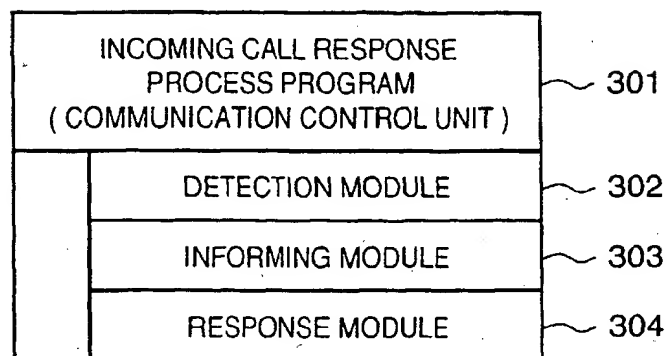 INCOMING CALL RESPONSE
PROCESS PROGRAM
( COMMUNICATION CONTROL UNIT )
301
DETECTION MODULE
302
INFORMING MODULE
303
RESPONSE MODULE
304